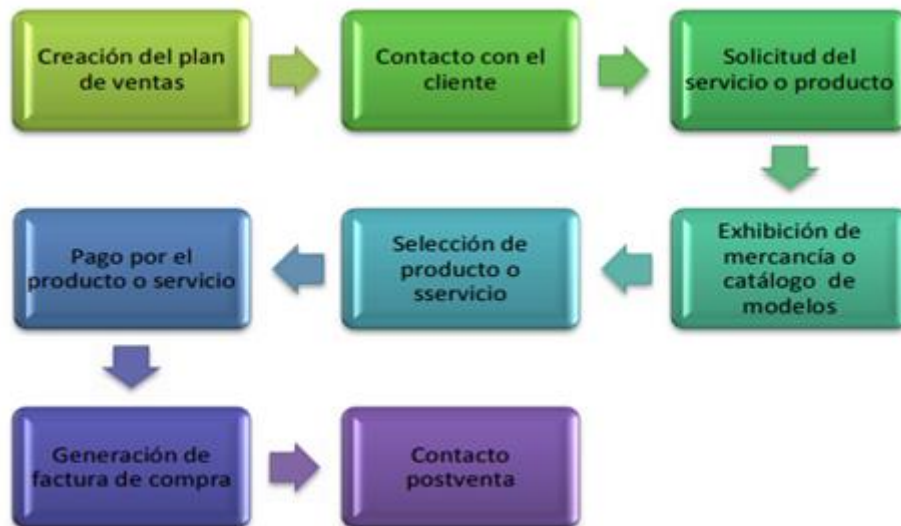 Creación del plan
de ventas
Contacto con el
cliente
Solicitud del
servicio o producto
Exhibición de
mercancía o
catálogo de
modelos
Selección de
producto o
sservicio
Pago por el
producto o servicio
Generación de
factura de compra
Contacto
postventa